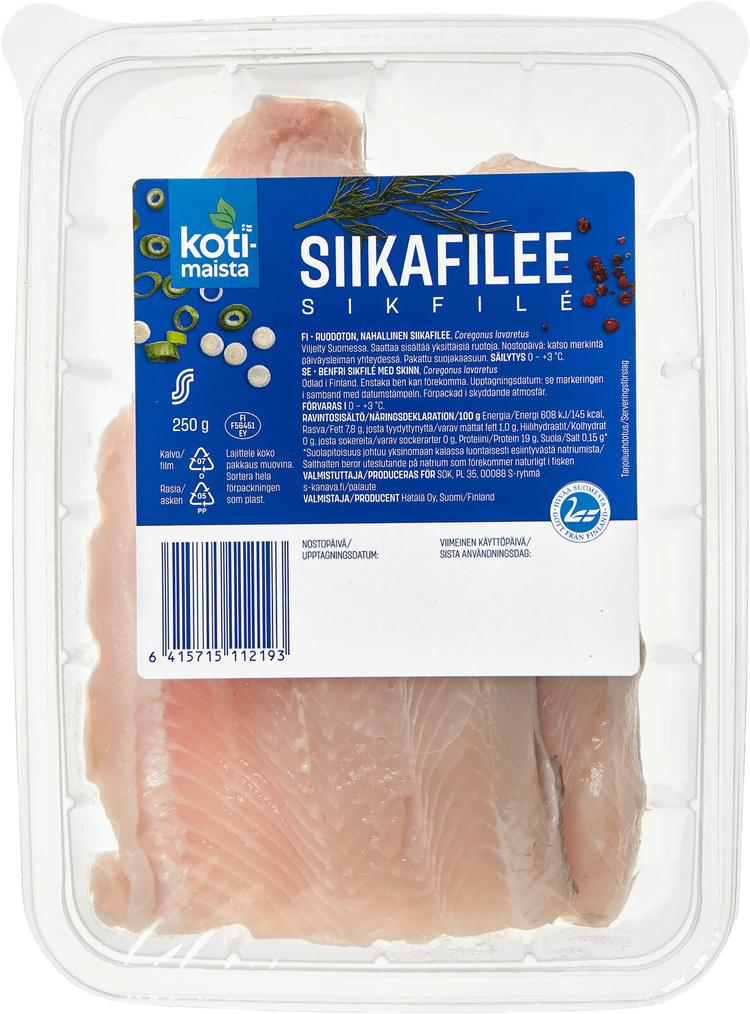 koti-
maista
SIIKAFILEE
SIKFILÉ
FI • RUODOTON, NAHALLINEN SIIKAFILEE, Coregonus lavaretus
Viljelty Suomessa. Saattaa sisältää yksittäisiä ruotoja. Nostopäivä: katso merkintä
päiväysleiman yhteydessä. Pakattu suojakaasuun. SÄILYTYS 0 – +3 °C.
SE • BENFRI SIKFILÉ MED SKINN, Coregonus lavaretus
Odlad i Finland. Enstaka ben kan förekomma. Upptagningsdatum: se markeringen
i samband med datumstämpeln. Förpackad i skyddande atmosfär.
FÖRVARAS I 0 – +3 °C.
RAVINTOSISÄLTÖ/NÄRINGSDEKLARATION/100 g Energia/Energi 608 kJ/145 kcal,
Rasva/Fett 7,8 g, josta tyydyttynyttä/varav mättat fett 1,0 g, Hiilihydraatit/Kolhydrat
0 g, josta sokereita/varav sockerarter 0 g, Proteiini/Protein 19 g, Suola/Salt 0,15 g*
*Suolapitoisuus johtuu yksinomaan kalassa luontaisesti esiintyvästä natriumista/
Salthalten beror uteslutande på natrium som förekommer naturligt i fisken
VALMISTUTTAJA/PRODUCERAS FÖR SOK, PL 35, 00088 S-ryhmä
s-kanava.fi/palaute
VALMISTAJA/PRODUCENT Hätälä Oy, Suomi/Finland
250 g
FI
F56451
EY
Kalvo/
film
07
O
Rasia/
asken
05
PP
Lajittele koko
pakkaus muovina.
Sortera hela
förpackningen
som plast.
Tarjoiluehdotus/Serveringsförslag
HYVÄÄ SUOMESTA
GOTT FRÅN FINLAND
NOSTOPÄIVÄ/
UPPTAGNINGSDATUM:
VIIMEINEN KÄYTTÖPÄIVÄ/
SISTA ANVÄNDNINGSDAG:
6 415715 112193